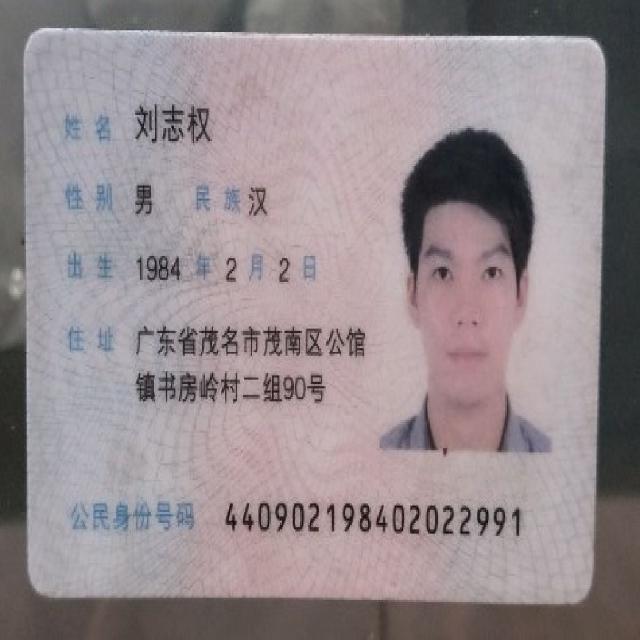 姓名 刘志权
性别 男 民族 汉
出生 1984 年 2 月 2 日
住址 广东省茂名市茂南区公馆
镇书房岭村二组90号
公民身份号码 440902198402022991